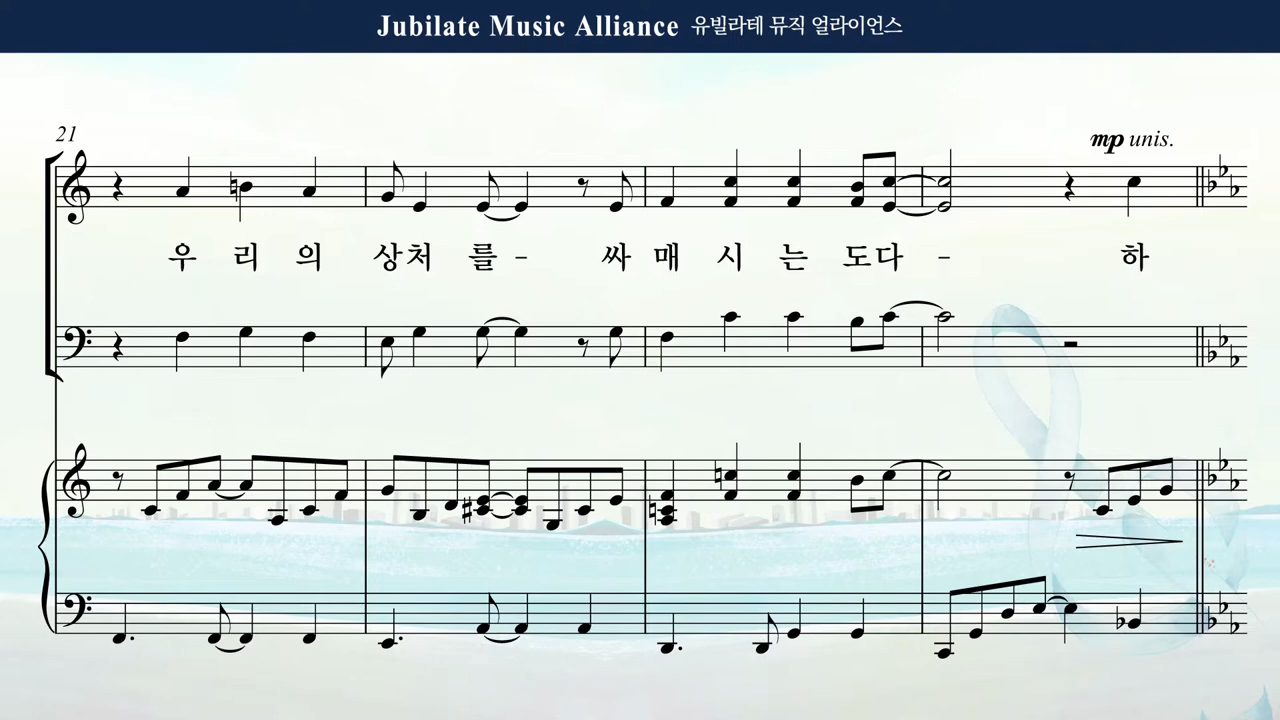 Jubilate Music Alliance 유빌라테 뮤직 얼라이언스
21
mp unis.
우 리 의 상처 를 - 싸 매 시 는 도다 - 하